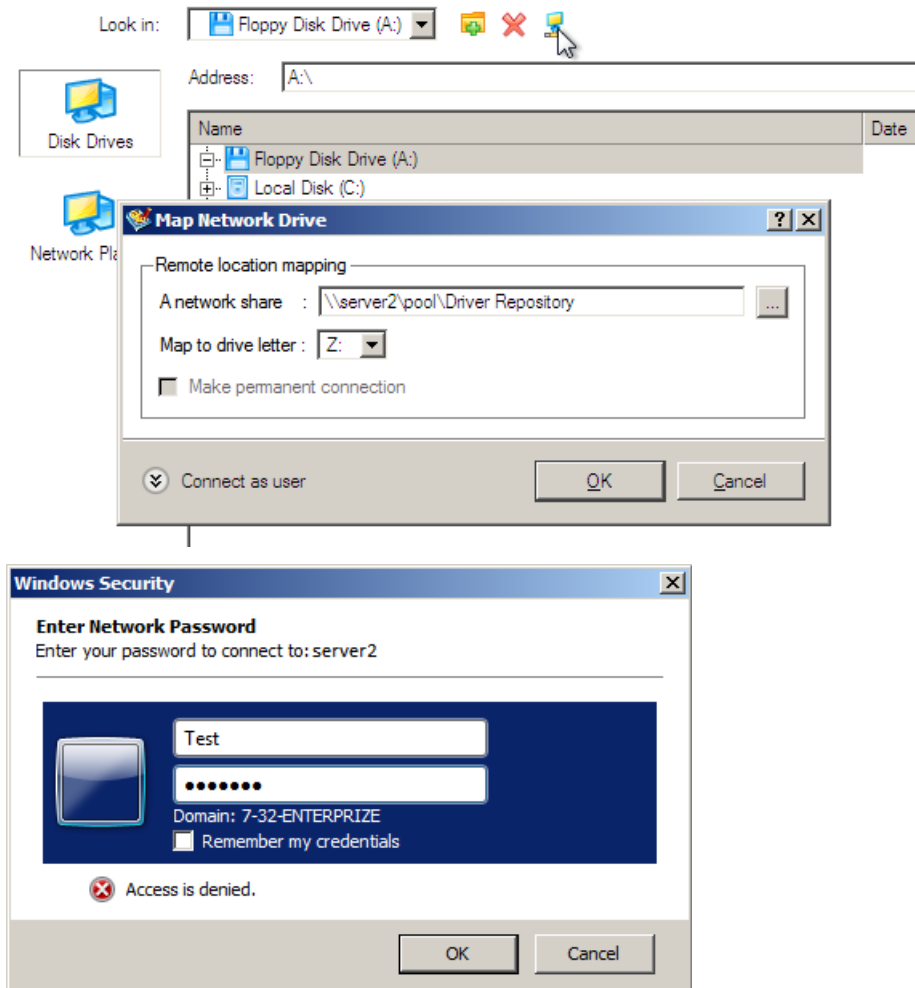 Look in: Floppy Disk Drive (A:)
Address: A:\
Disk Drives
Name Date
Floppy Disk Drive (A:)
Local Disk (C:)
Network Pla
Map Network Drive
Remote location mapping
A network share : \\server2\pool\Driver Repository ...
Map to drive letter : Z:
Make permanent connection
Connect as user OK Cancel
Windows Security
Enter Network Password
Enter your password to connect to: server2
Test
•••••••
Domain: 7-32-ENTERPRIZE
Remember my credentials
Access is denied.
OK Cancel